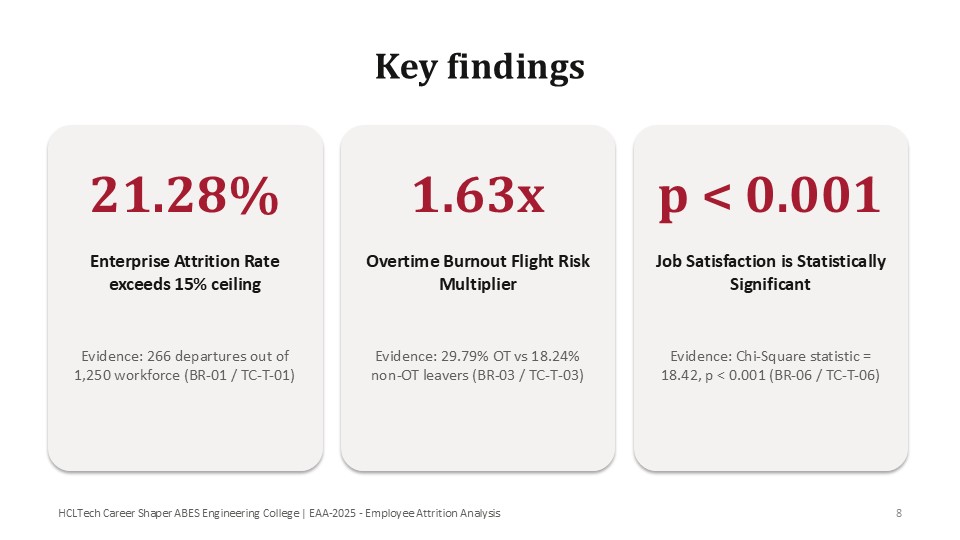 Key findings
21.28%
Enterprise Attrition Rate
exceeds 15% ceiling
Evidence: 266 departures out of
1,250 workforce (BR-01 / TC-T-01)
1.63x
Overtime Burnout Flight Risk
Multiplier
Evidence: 29.79% OT vs 18.24%
non-OT leavers (BR-03 / TC-T-03)
p < 0.001
Job Satisfaction is Statistically
Significant
Evidence: Chi-Square statistic =
18.42, p < 0.001 (BR-06 / TC-T-06)
HCLTech Career Shaper ABES Engineering College | EAA-2025 - Employee Attrition Analysis
8